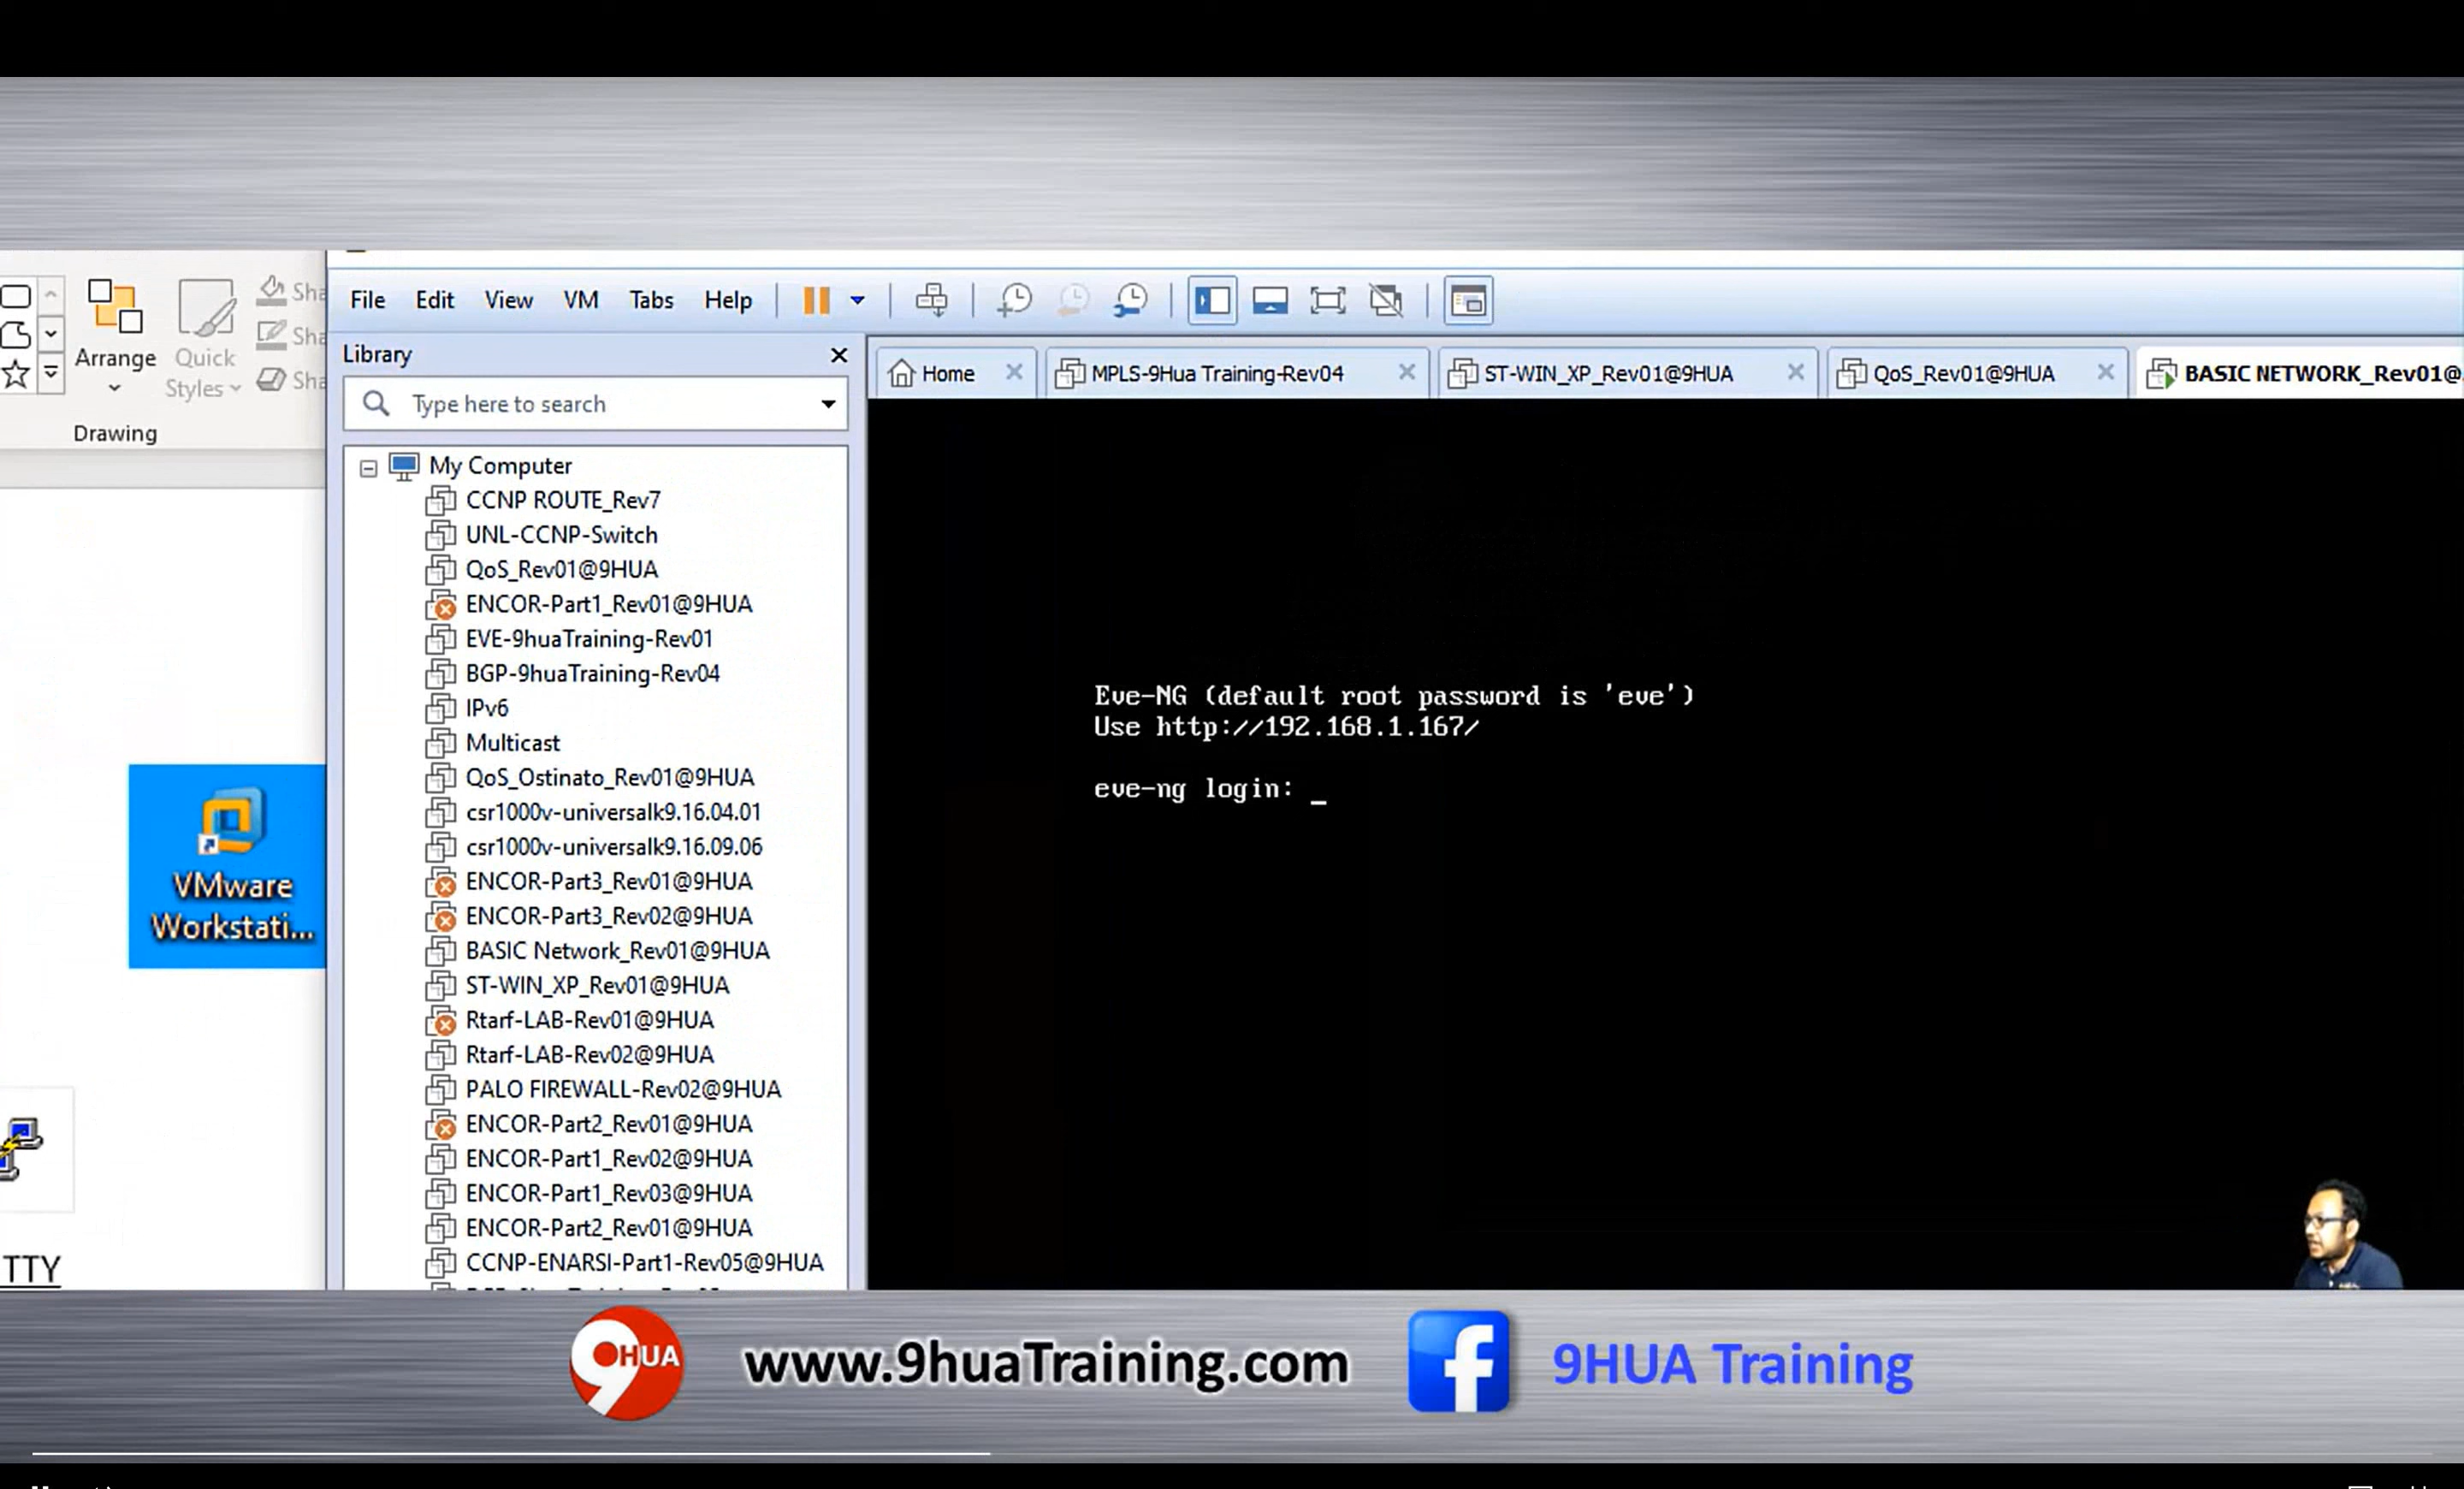 Sha
Sha
Sha
Arrange
Quick
Styles
Drawing
VMware
Workstati...
TTY
File Edit View VM Tabs Help
Library
Type here to search
My Computer
CCNP ROUTE_Rev7
UNL-CCNP-Switch
QoS_Rev01@9HUA
ENCOR-Part1_Rev01@9HUA
EVE-9huaTraining-Rev01
BGP-9huaTraining-Rev04
IPv6
Multicast
QoS_Ostinato_Rev01@9HUA
csr1000v-universalk9.16.04.01
csr1000v-universalk9.16.09.06
ENCOR-Part3_Rev01@9HUA
ENCOR-Part3_Rev02@9HUA
BASIC Network_Rev01@9HUA
ST-WIN_XP_Rev01@9HUA
Rtarf-LAB-Rev01@9HUA
Rtarf-LAB-Rev02@9HUA
PALO FIREWALL-Rev02@9HUA
ENCOR-Part2_Rev01@9HUA
ENCOR-Part1_Rev02@9HUA
ENCOR-Part1_Rev03@9HUA
ENCOR-Part2_Rev01@9HUA
CCNP-ENARSI-Part1-Rev05@9HUA
Home MPLS-9Hua Training-Rev04 ST-WIN_XP_Rev01@9HUA QoS_Rev01@9HUA BASIC NETWORK_Rev01@
Eve-NG (default root password is 'eve')
Use http://192.168.1.167/
eve-ng login: _
9HUA www.9huaTraining.com f 9HUA Training